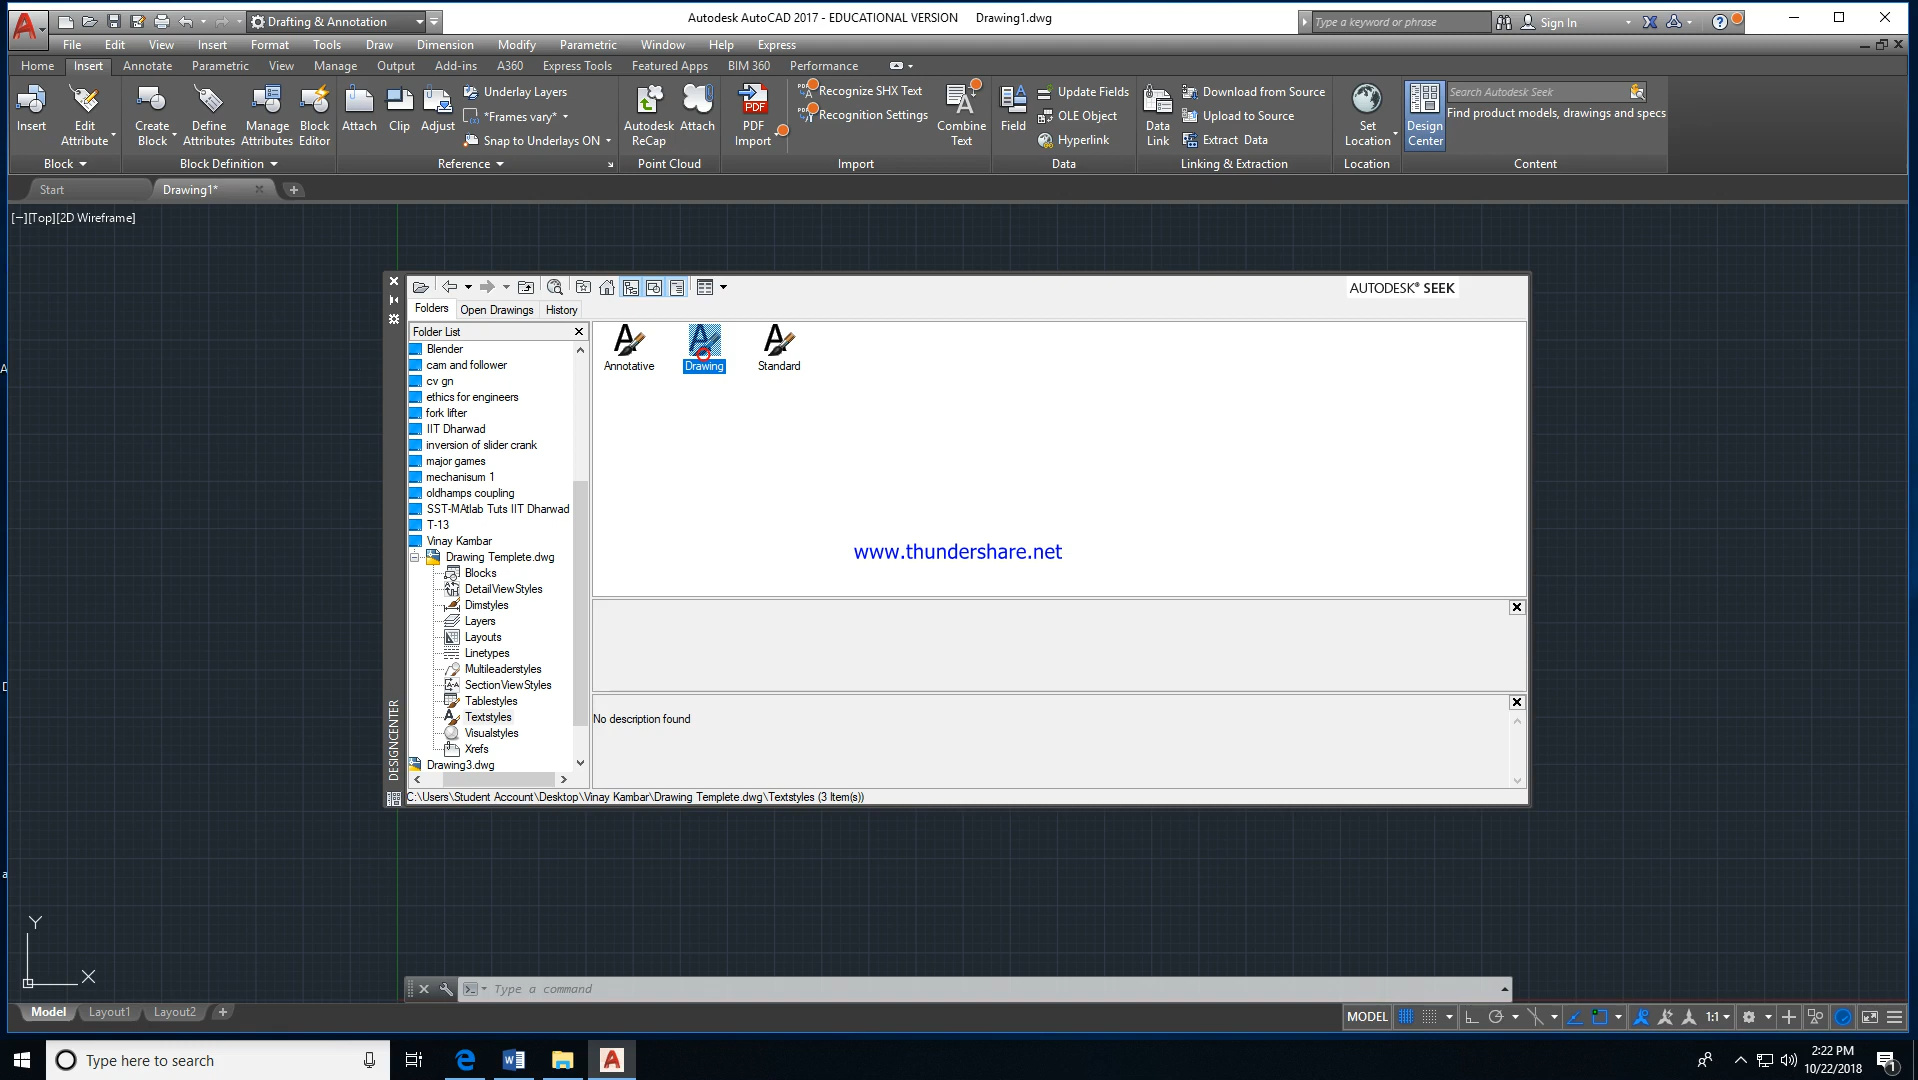 Drafting & Annotation
Autodesk AutoCAD 2017 - EDUCATIONAL VERSION Drawing1.dwg
Type a keyword or phrase
Sign In
File Edit View Insert Format Tools Draw Dimension Modify Parametric Window Help Express
Home Insert Annotate Parametric View Manage Output Add-ins A360 Express Tools Featured Apps BIM 360 Performance
Insert
Edit Attribute
Create Block
Define Attributes
Manage Attributes
Block Editor
Attach
Clip
Adjust
Underlay Layers
*Frames vary*
Snap to Underlays ON
Autodesk ReCap
Attach
PDF Import
Recognize SHX Text
Recognition Settings
Combine Text
Field
Update Fields
OLE Object
Hyperlink
Data Link
Download from Source
Upload to Source
Extract Data
Set Location
Design Center
Search Autodesk Seek
Find product models, drawings and specs
Block
Block Definition
Reference
Point Cloud
Import
Data
Linking & Extraction
Location
Content
Start
Drawing1*
[−][Top][2D Wireframe]
AUTODESK® SEEK
Folders Open Drawings History
Folder List
Blender
cam and follower
cv gn
ethics for engineers
fork lifter
IIT Dharwad
inversion of slider crank
major games
mechanisum 1
oldhamps coupling
SST-MAtlab Tuts IIT Dharwad
T-13
Vinay Kambar
Drawing Templete.dwg
Blocks
DetailViewStyles
Dimstyles
Layers
Layouts
Linetypes
Multileaderstyles
SectionViewStyles
Tablestyles
Textstyles
Visualstyles
Xrefs
Drawing3.dwg
Annotative
Drawing
Standard
www.thundershare.net
No description found
DESIGNCENTER
C:\Users\Student Account\Desktop\Vinay Kambar\Drawing Templete.dwg\Textstyles (3 Item(s))
Y
X
Type a command
Model Layout1 Layout2
MODEL
1:1
Type here to search
2:22 PM
10/22/2018
1